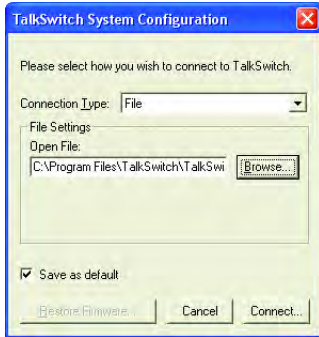 TalkSwitch System Configuration
Please select how you wish to connect to TalkSwitch.
Connection Type: File
File Settings
Open File:
C:\Program Files\TalkSwitch\TalkSwi Browse...
Save as default
Restore Firmware Cancel Connect...